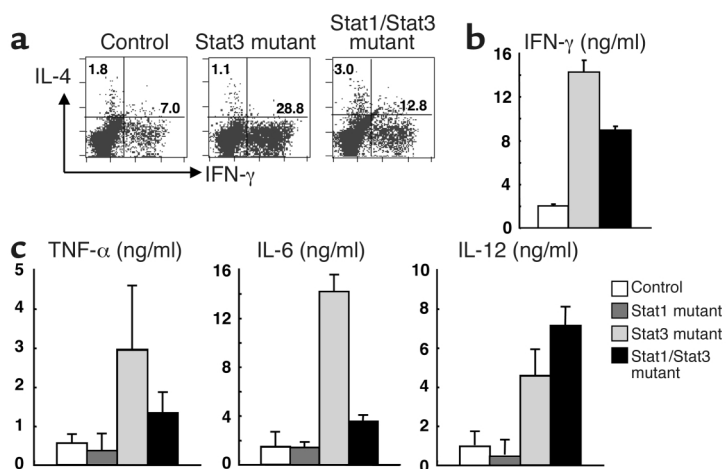 a
Control
Stat3 mutant
Stat1/Stat3
mutant
IL-4
1.8
7.0
1.1
28.8
3.0
12.8
IFN-γ
b
IFN-γ (ng/ml)
16
12
8
4
0
c
TNF-α (ng/ml)
5
4
3
2
1
0
IL-6 (ng/ml)
16
12
8
4
0
IL-12 (ng/ml)
10
8
6
4
2
0
Control
Stat1 mutant
Stat3 mutant
Stat1/Stat3
mutant